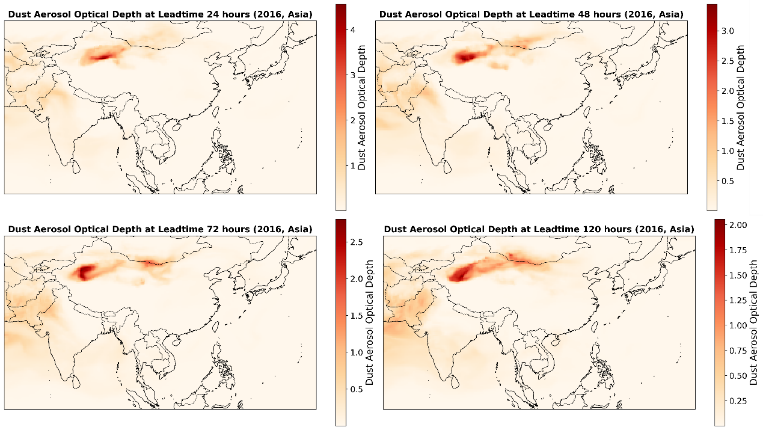 Dust Aerosol Optical Depth at Leadtime 24 hours (2016, Asia)
4
3
2
1
Dust Aerosol Optical Depth
Dust Aerosol Optical Depth at Leadtime 48 hours (2016, Asia)
3.0
2.5
2.0
1.5
1.0
0.5
Dust Aerosol Optical Depth
Dust Aerosol Optical Depth at Leadtime 72 hours (2016, Asia)
2.5
2.0
1.5
1.0
0.5
Dust Aerosol Optical Depth
Dust Aerosol Optical Depth at Leadtime 120 hours (2016, Asia)
2.00
1.75
1.50
1.25
1.00
0.75
0.50
0.25
Dust Aerosol Optical Depth